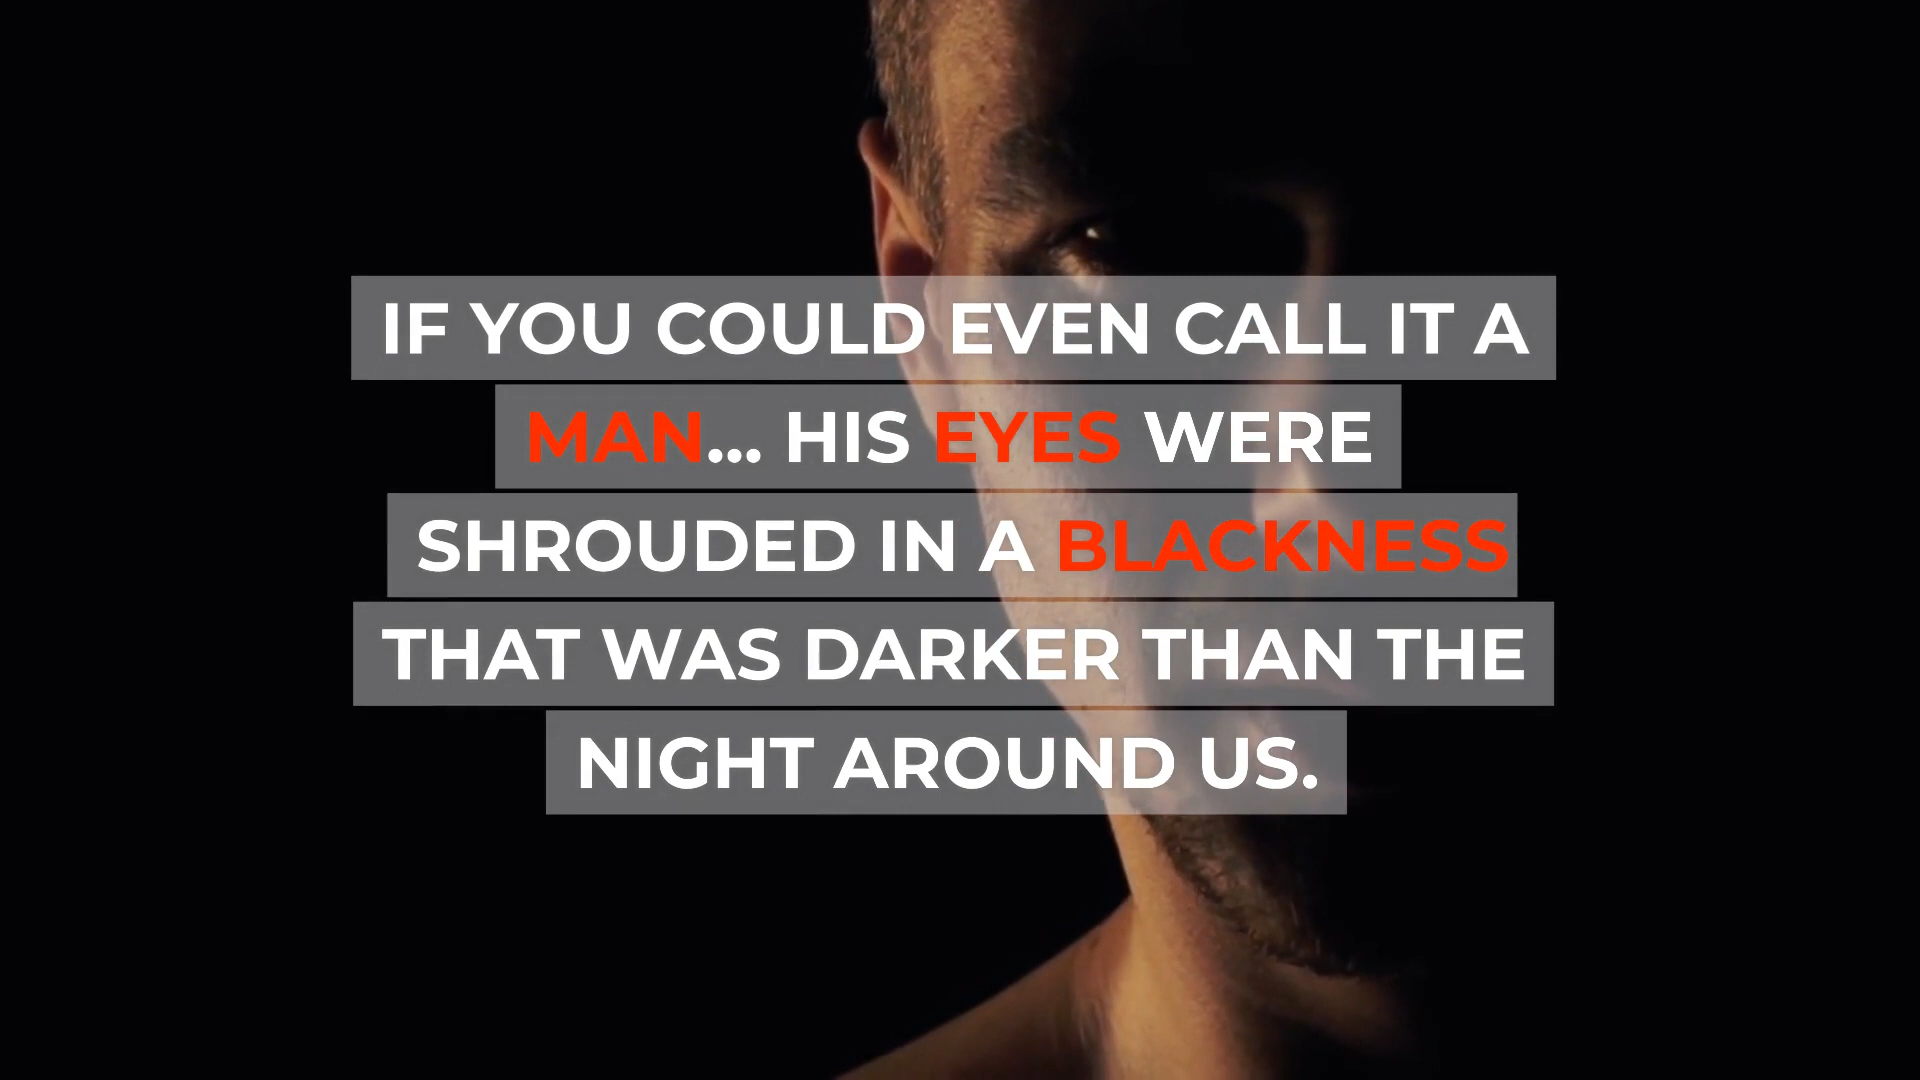 IF YOU COULD EVEN CALL IT A
MAN... HIS EYES WERE
SHROUDED IN A BLACKNESS
THAT WAS DARKER THAN THE
NIGHT AROUND US.